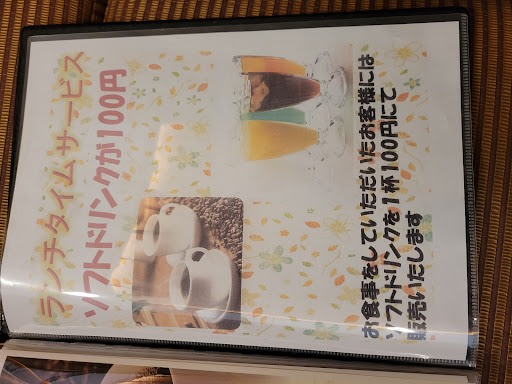 ランチタイムサービス
ソフトドリンクが100円
お食事をしていただいたお客様には
ソフトドリンクを1杯100円にて
販売いたします